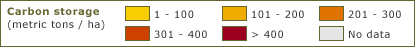 Carbon storage 1 - 100 101 - 200 201 - 300
(metric tons / ha) 301 - 400 > 400 No data